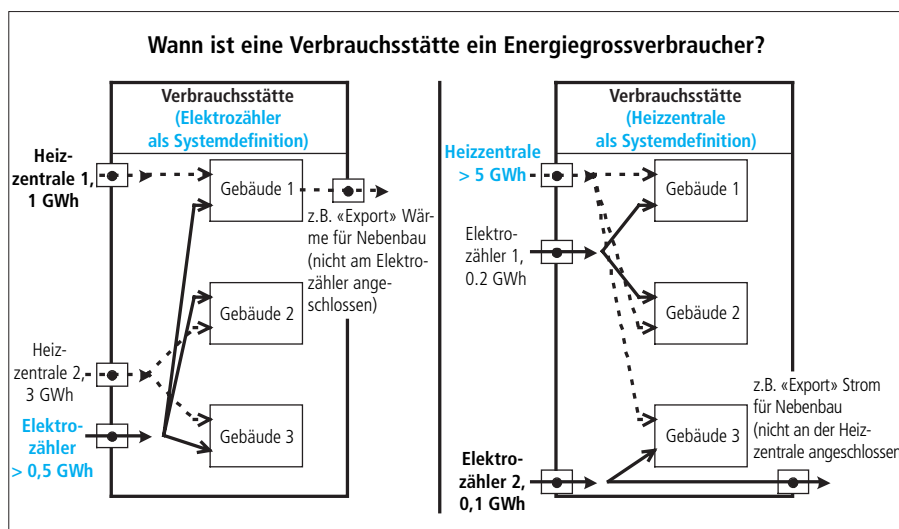 Wann ist eine Verbrauchsstätte ein Energiegrossverbraucher?
Verbrauchsstätte
(Elektrozähler
als Systemdefinition)
Heiz-
zentrale 1,
1 GWh
Gebäude 1
z.B. «Export» Wär-
me für Nebenbau
(nicht am Elektro-
zähler ange-
schlossen)
Gebäude 2
Heiz-
zentrale 2,
3 GWh
Elektro-
zähler
> 0,5 GWh
Gebäude 3
Verbrauchsstätte
(Heizzentrale
als Systemdefinition)
Heizzentrale
> 5 GWh
Gebäude 1
Elektro-
zähler 1,
0.2 GWh
Gebäude 2
z.B. «Export» Strom
für Nebenbau
(nicht an der Heiz-
zentrale angeschlossen
Gebäude 3
Elektro-
zähler 2,
0,1 GWh